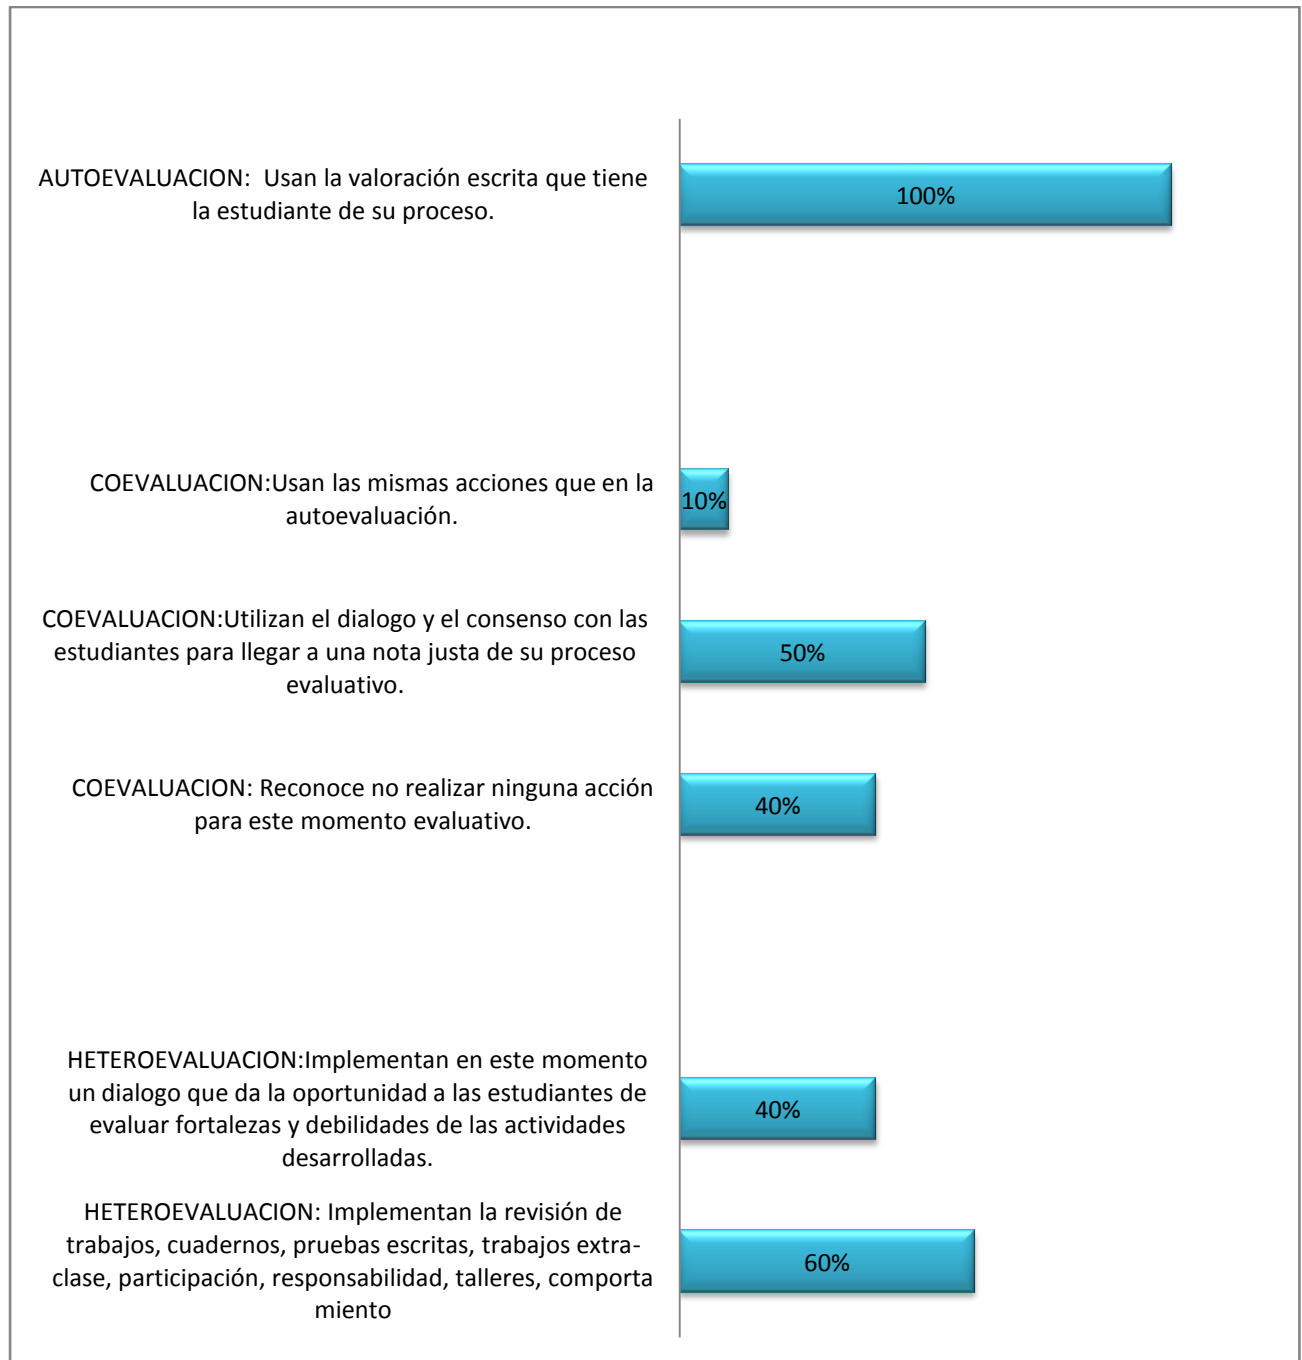 AUTOEVALUACION:  Usan la valoración escrita que tiene
la estudiante de su proceso.
100%
COEVALUACION:Usan las mismas acciones que en la
autoevaluación.
10%
COEVALUACION:Utilizan el dialogo y el consenso con las
estudiantes para llegar a una nota justa de su proceso
evaluativo.
50%
COEVALUACION: Reconoce no realizar ninguna acción
para este momento evaluativo.
40%
HETEROEVALUACION:Implementan en este momento
un dialogo que da la oportunidad a las estudiantes de
evaluar fortalezas y debilidades de las actividades
desarrolladas.
40%
HETEROEVALUACION: Implementan la revisión de
trabajos, cuadernos, pruebas escritas, trabajos extra-
clase, participación, responsabilidad, talleres, comporta
miento
60%